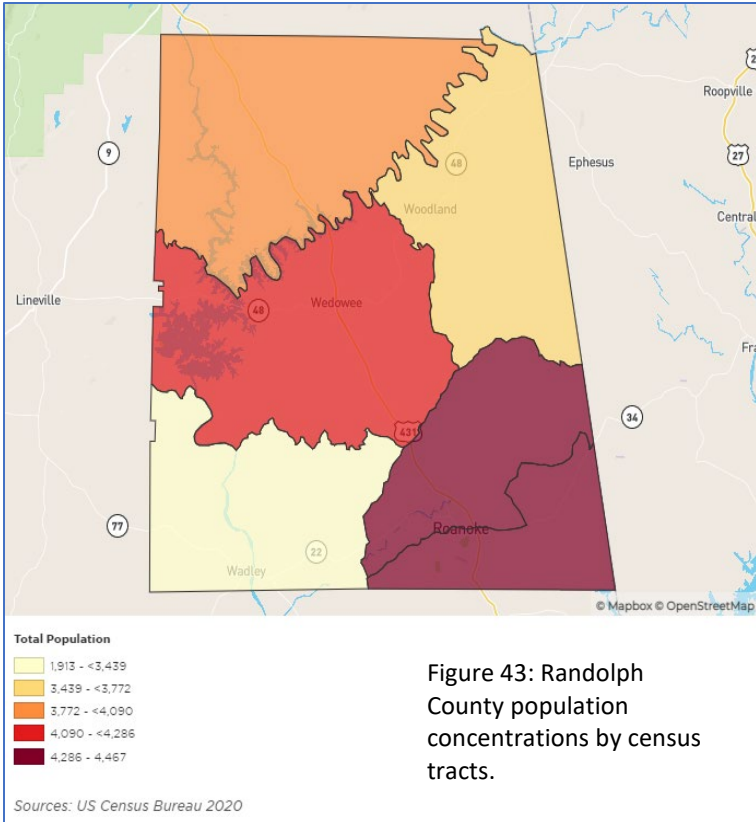 2
Roopville
9
48
Ephesus
27
Woodland
Central
Lineville
Wedowee
48
Fra
431
34
77
Roanoke
22
Wadley
© Mapbox © OpenStreetMap
Total Population
1,913 - <3,439
3,439 - <3,772
3,772 - <4,090
4,090 - <4,286
4,286 - 4,467
Figure 43: Randolph
County population
concentrations by census
tracts.
Sources: US Census Bureau 2020